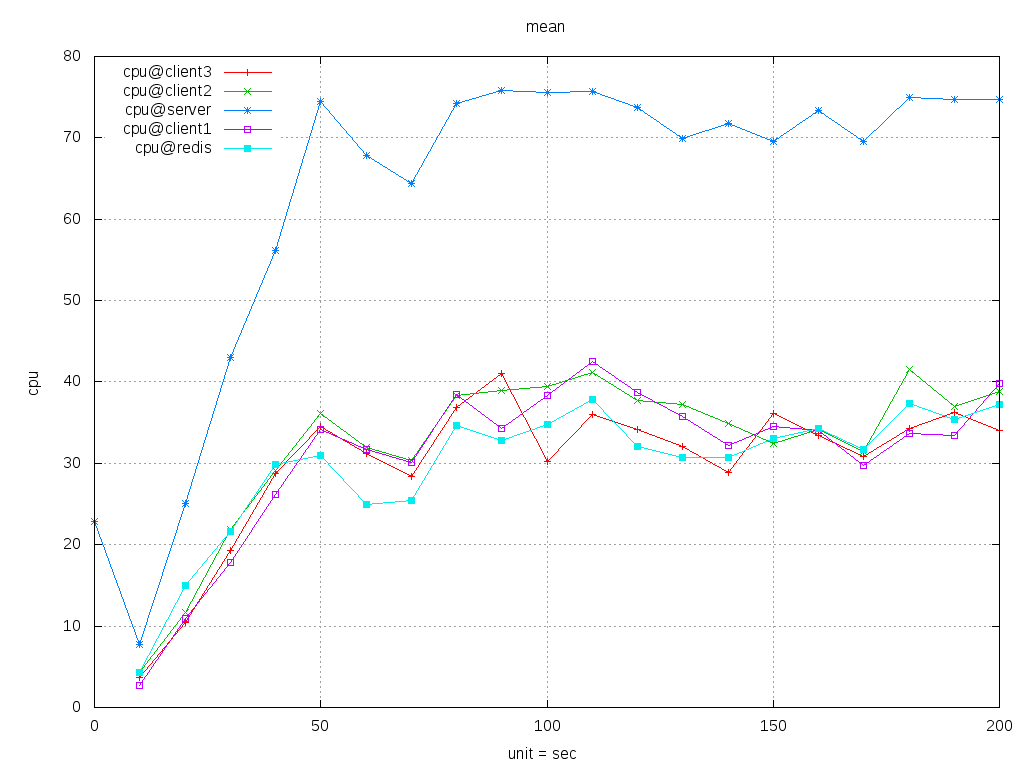 mean
cpu@client3
cpu@client2
cpu@server
cpu@client1
cpu@redis
80
70
60
50
40
30
20
10
0
cpu
0 50 100 150 200
unit = sec